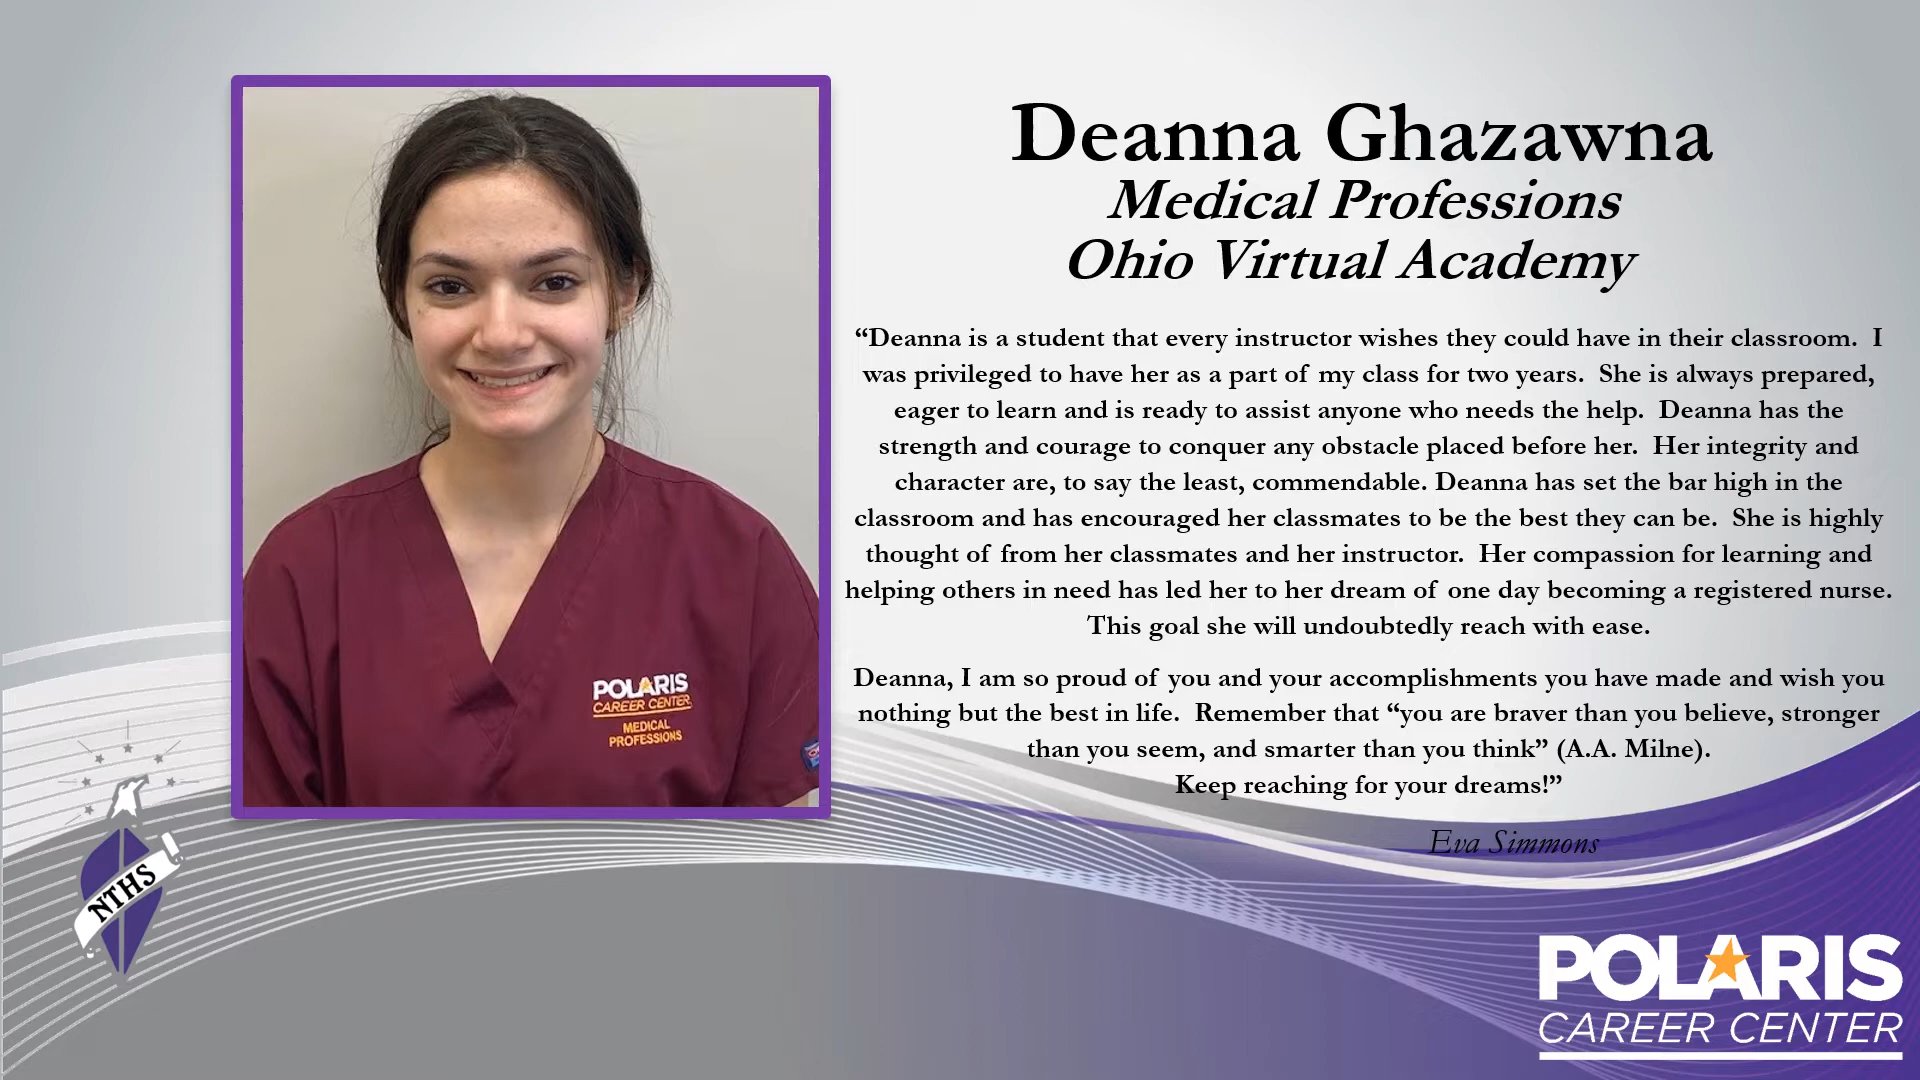 Deanna Ghazawna
Medical Professions
Ohio Virtual Academy
“Deanna is a student that every instructor wishes they could have in their classroom.  I
was privileged to have her as a part of my class for two years.  She is always prepared,
eager to learn and is ready to assist anyone who needs the help.  Deanna has the
strength and courage to conquer any obstacle placed before her.  Her integrity and
character are, to say the least, commendable. Deanna has set the bar high in the
classroom and has encouraged her classmates to be the best they can be.  She is highly
thought of from her classmates and her instructor.  Her compassion for learning and
helping others in need has led her to her dream of one day becoming a registered nurse.
This goal she will undoubtedly reach with ease.
Deanna, I am so proud of you and your accomplishments you have made and wish you
nothing but the best in life.  Remember that “you are braver than you believe, stronger
than you seem, and smarter than you think” (A.A. Milne).
Keep reaching for your dreams!”
Eva Simmons
POLARIS
CAREER CENTER
MEDICAL
PROFESSIONS
NTHS
POLARIS
CAREER CENTER